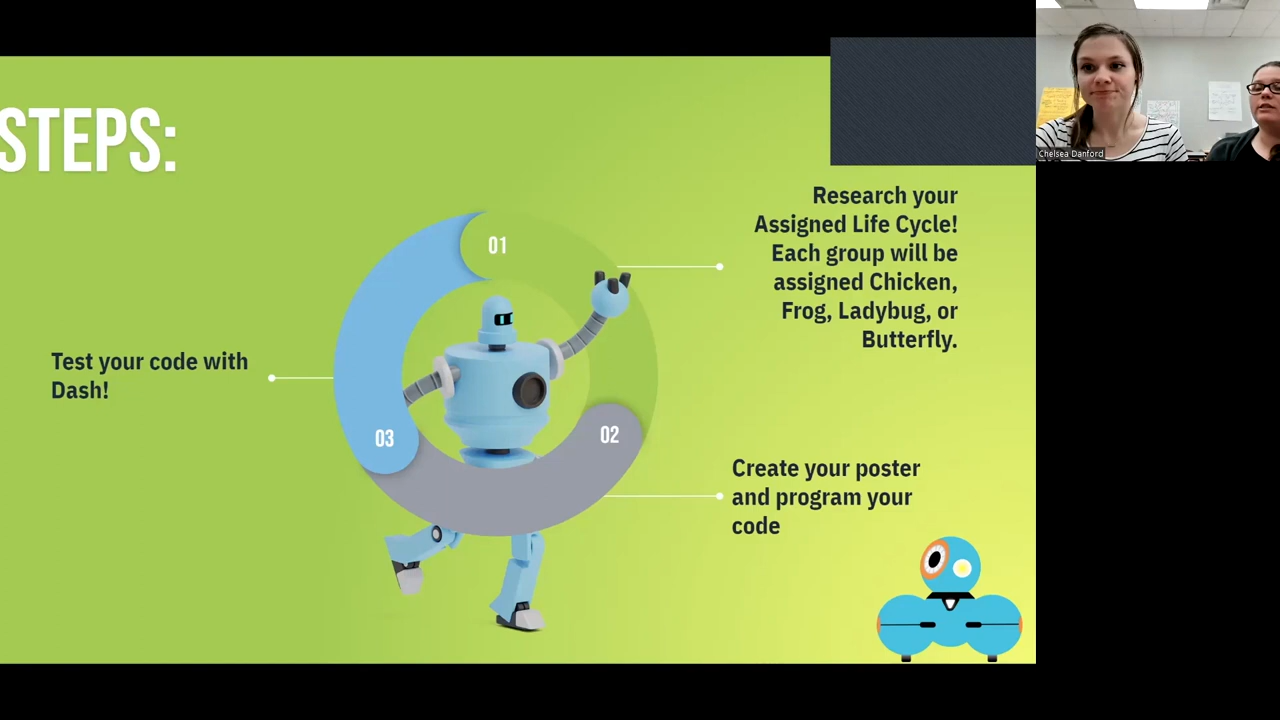 STEPS:
01
Research your
Assigned Life Cycle!
Each group will be
assigned Chicken,
Frog, Ladybug, or
Butterfly.
02
Create your poster
and program your
code
03
Test your code with
Dash!
Chelsea Danford